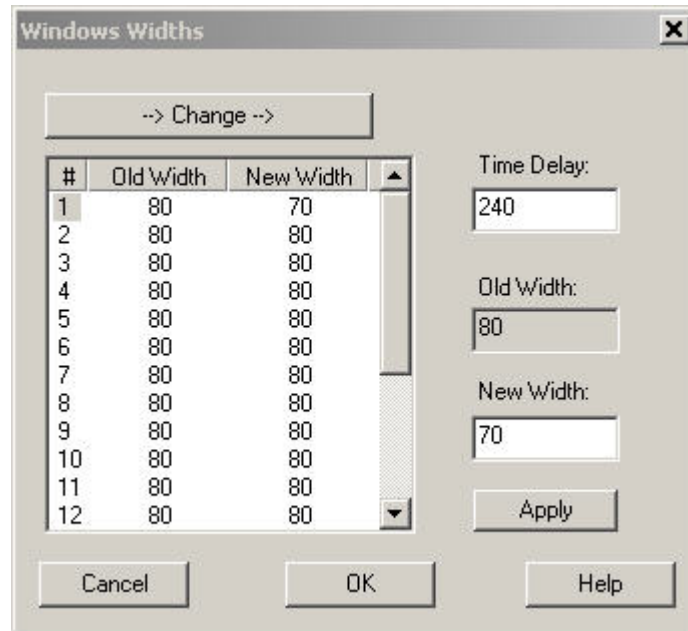 Windows Widths
--> Change -->
# Old Width New Width
1 80 70
2 80 80
3 80 80
4 80 80
5 80 80
6 80 80
7 80 80
8 80 80
9 80 80
10 80 80
11 80 80
12 80 80
Time Delay:
240
Old Width:
80
New Width:
70
Apply
Cancel OK Help